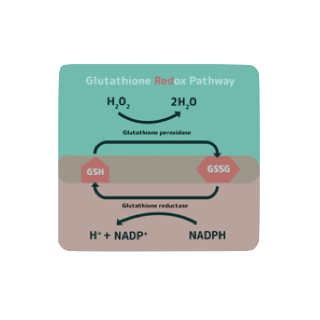 Glutathione Redox Pathway
H₂O₂ 2H₂O
Glutathione peroxidase
GSH GSSG
Glutathione reductase
H⁺ + NADP⁺ NADPH